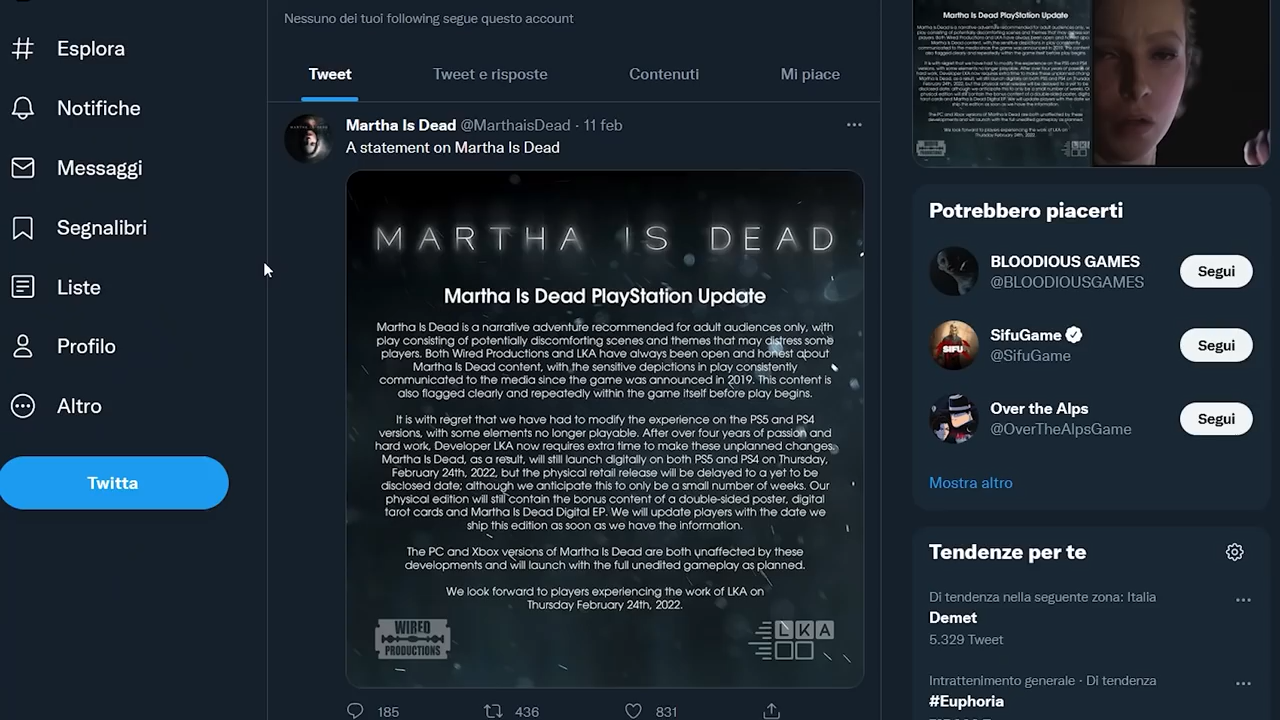 Nessuno dei tuoi following segue questo account
Esplora
Notifiche
Messaggi
Segnalibri
Liste
Profilo
Altro
Twitta
Tweet
Tweet e risposte
Contenuti
Mi piace
rtha Is Dead @MarthaisDead · 11 feb
A statement on Martha Is Dead
MARTHA IS DEAD
Martha Is Dead PlayStation Update
Martha Is Dead is a narrative adventure recommended for adult audiences only, with
play consisting of potentially discomforting scenes and themes that may distress some
players. Both Wired Productions and LKA have always been open and honest about
Martha Is Dead content, with the sensitive depictions in play consistently
communicated to the media since the game was announced in 2019. This content is
also flagged clearly and repeatedly within the game itself before play begins.
It is with regret that we have had to modify the experience on the PS5 and PS4
versions, with some elements no longer playable. After over four years of passion and
hard work, Developer LKA now requires extra time to make these unplanned changes.
Martha Is Dead, as a result, will still launch digitally on both PS5 and PS4 on Thursday,
February 24th, 2022, but the physical retail release will be delayed to a yet to be
disclosed date; although we anticipate this to only be a small number of weeks. Our
physical edition will still contain the bonus content of a double-sided poster, digital
tarot cards and Martha Is Dead Digital EP. We will update players with the date we
ship this edition as soon as we have the information.
The PC and Xbox versions of Martha Is Dead are both unaffected by these
developments and will launch with the full unedited gameplay as planned.
We look forward to players experiencing the work of LKA on
Thursday February 24th, 2022.
WIRED
PRODUCTIONS
LKA
185
436
831
Martha Is Dead PlayStation Update
Potrebbero piacerti
BLOODIOUS GAMES
@BLOODIOUSGAMES
Segui
SifuGame
@SifuGame
Segui
SIFU
Over the Alps
@OverTheAlpsGame
Segui
Mostra altro
Tendenze per te
Di tendenza nella seguente zona: Italia
Demet
5.329 Tweet
Intrattenimento generale · Di tendenza
#Euphoria